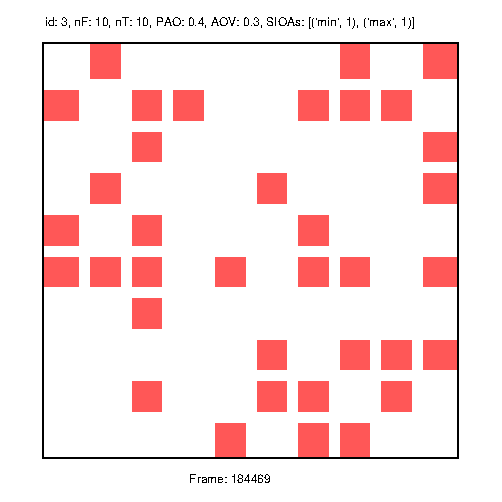 id: 3, nF: 10, nT: 10, PAO: 0.4, AOV: 0.3, SIOAs: [('min', 1), ('max', 1)]
Frame: 184469